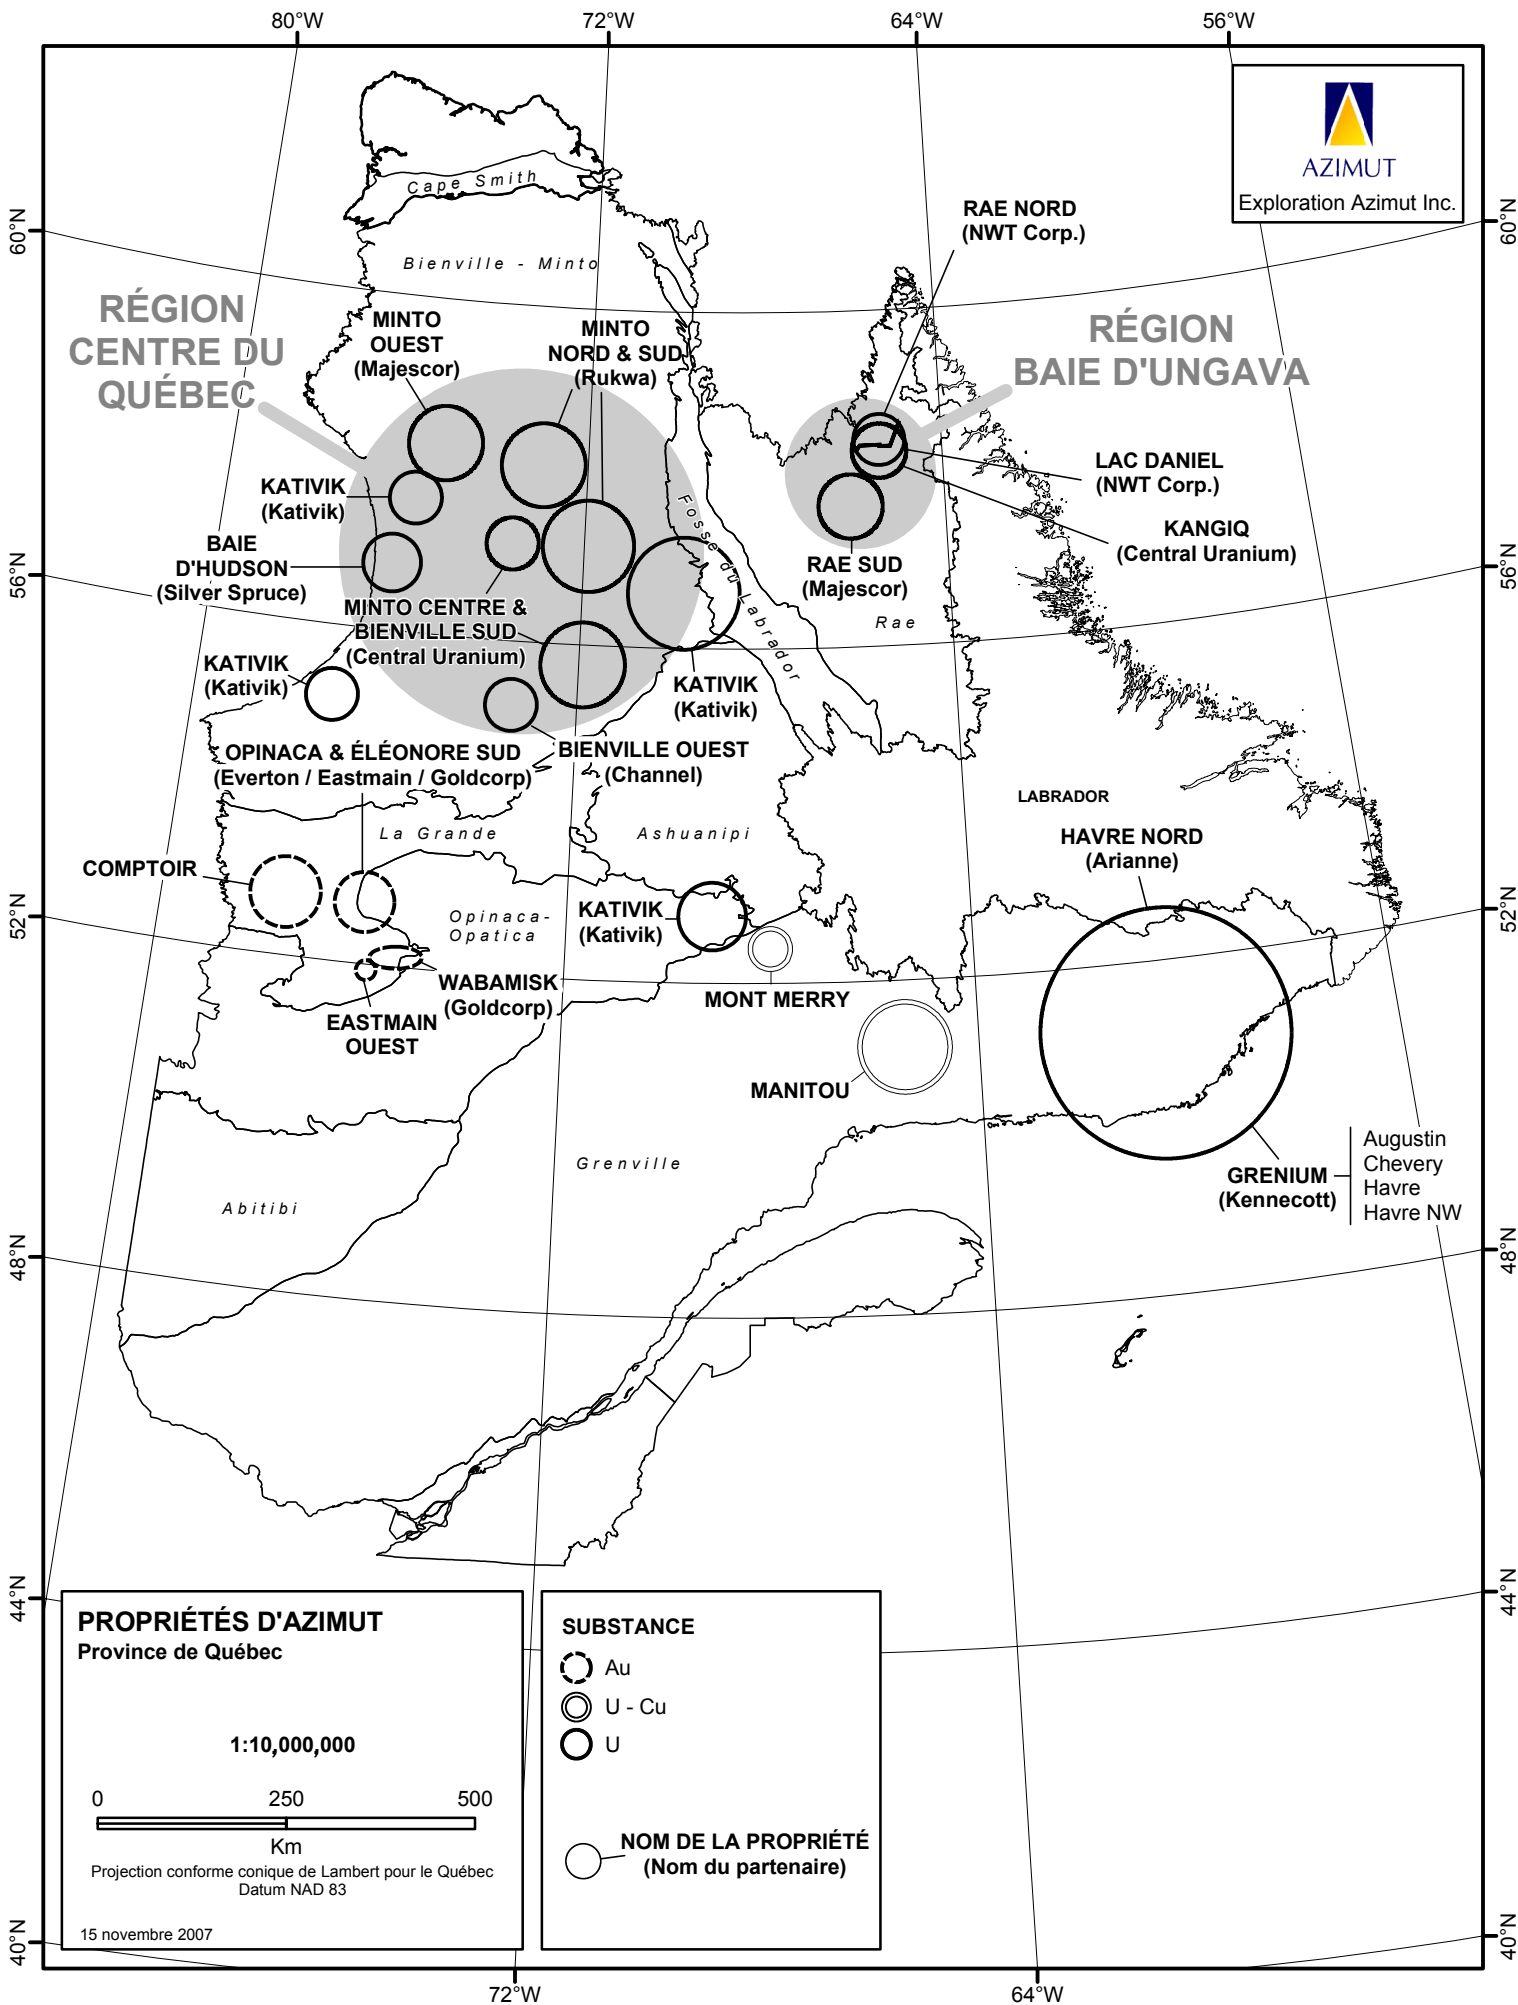 80°W
72°W
64°W
56°W
AZIMUT
Exploration Azimut Inc.
60°N
60°N
Cape Smith
Bienville - Minto
RAE NORD
(NWT Corp.)
RÉGION
CENTRE DU
QUÉBEC
MINTO
OUEST
(Majescor)
MINTO
NORD & SUD
(Rukwa)
RÉGION
BAIE D'UNGAVA
LAC DANIEL
(NWT Corp.)
KANGIQ
(Central Uranium)
KATIVIK
(Kativik)
BAIE
D'HUDSON
(Silver Spruce)
Fosse du Labrador
RAE SUD
(Majescor)
Rae
56°N
56°N
MINTO CENTRE &
BIENVILLE SUD
(Central Uranium)
KATIVIK
(Kativik)
KATIVIK
(Kativik)
OPINACA & ÉLÉONORE SUD
(Everton / Eastmain / Goldcorp)
BIENVILLE OUEST
(Channel)
LABRADOR
La Grande
Ashuanipi
HAVRE NORD
(Arianne)
COMPTOIR
52°N
52°N
Opinaca-
Opatica
KATIVIK
(Kativik)
WABAMISK
(Goldcorp)
MONT MERRY
EASTMAIN
OUEST
MANITOU
Grenville
Abitibi
GRENIUM
(Kennecott)
Augustin
Chevery
Havre
Havre NW
48°N
48°N
44°N
44°N
PROPRIÉTÉS D'AZIMUT
Province de Québec
1:10,000,000
0 250 500
Km
Projection conforme conique de Lambert pour le Québec
Datum NAD 83
15 novembre 2007
SUBSTANCE
Au
U - Cu
U
NOM DE LA PROPRIÉTÉ
(Nom du partenaire)
40°N
40°N
72°W
64°W